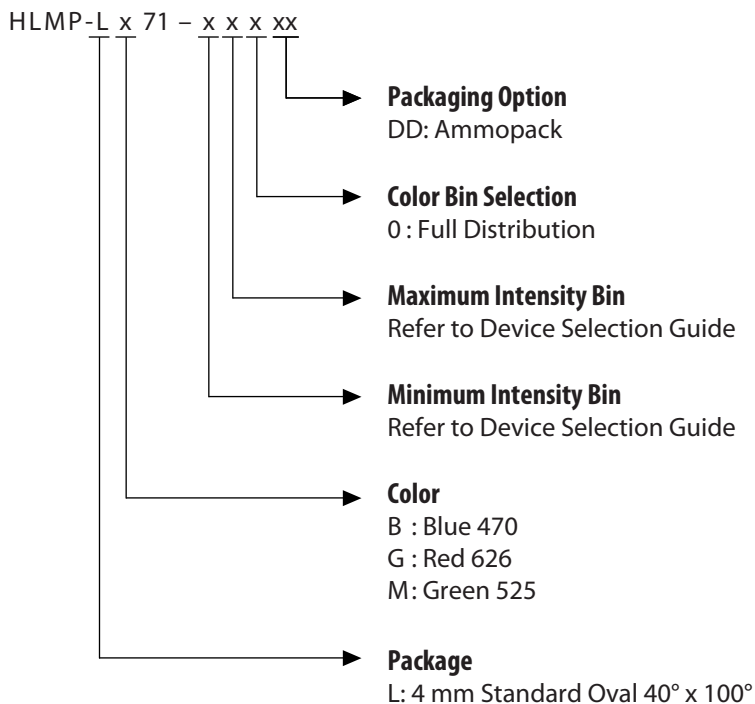 HLMP-L x 71 – x x x xx
Packaging Option
DD: Ammopack
Color Bin Selection
0 : Full Distribution
Maximum Intensity Bin
Refer to Device Selection Guide
Minimum Intensity Bin
Refer to Device Selection Guide
Color
B : Blue 470
G : Red 626
M: Green 525
Package
L: 4 mm Standard Oval 40° x 100°